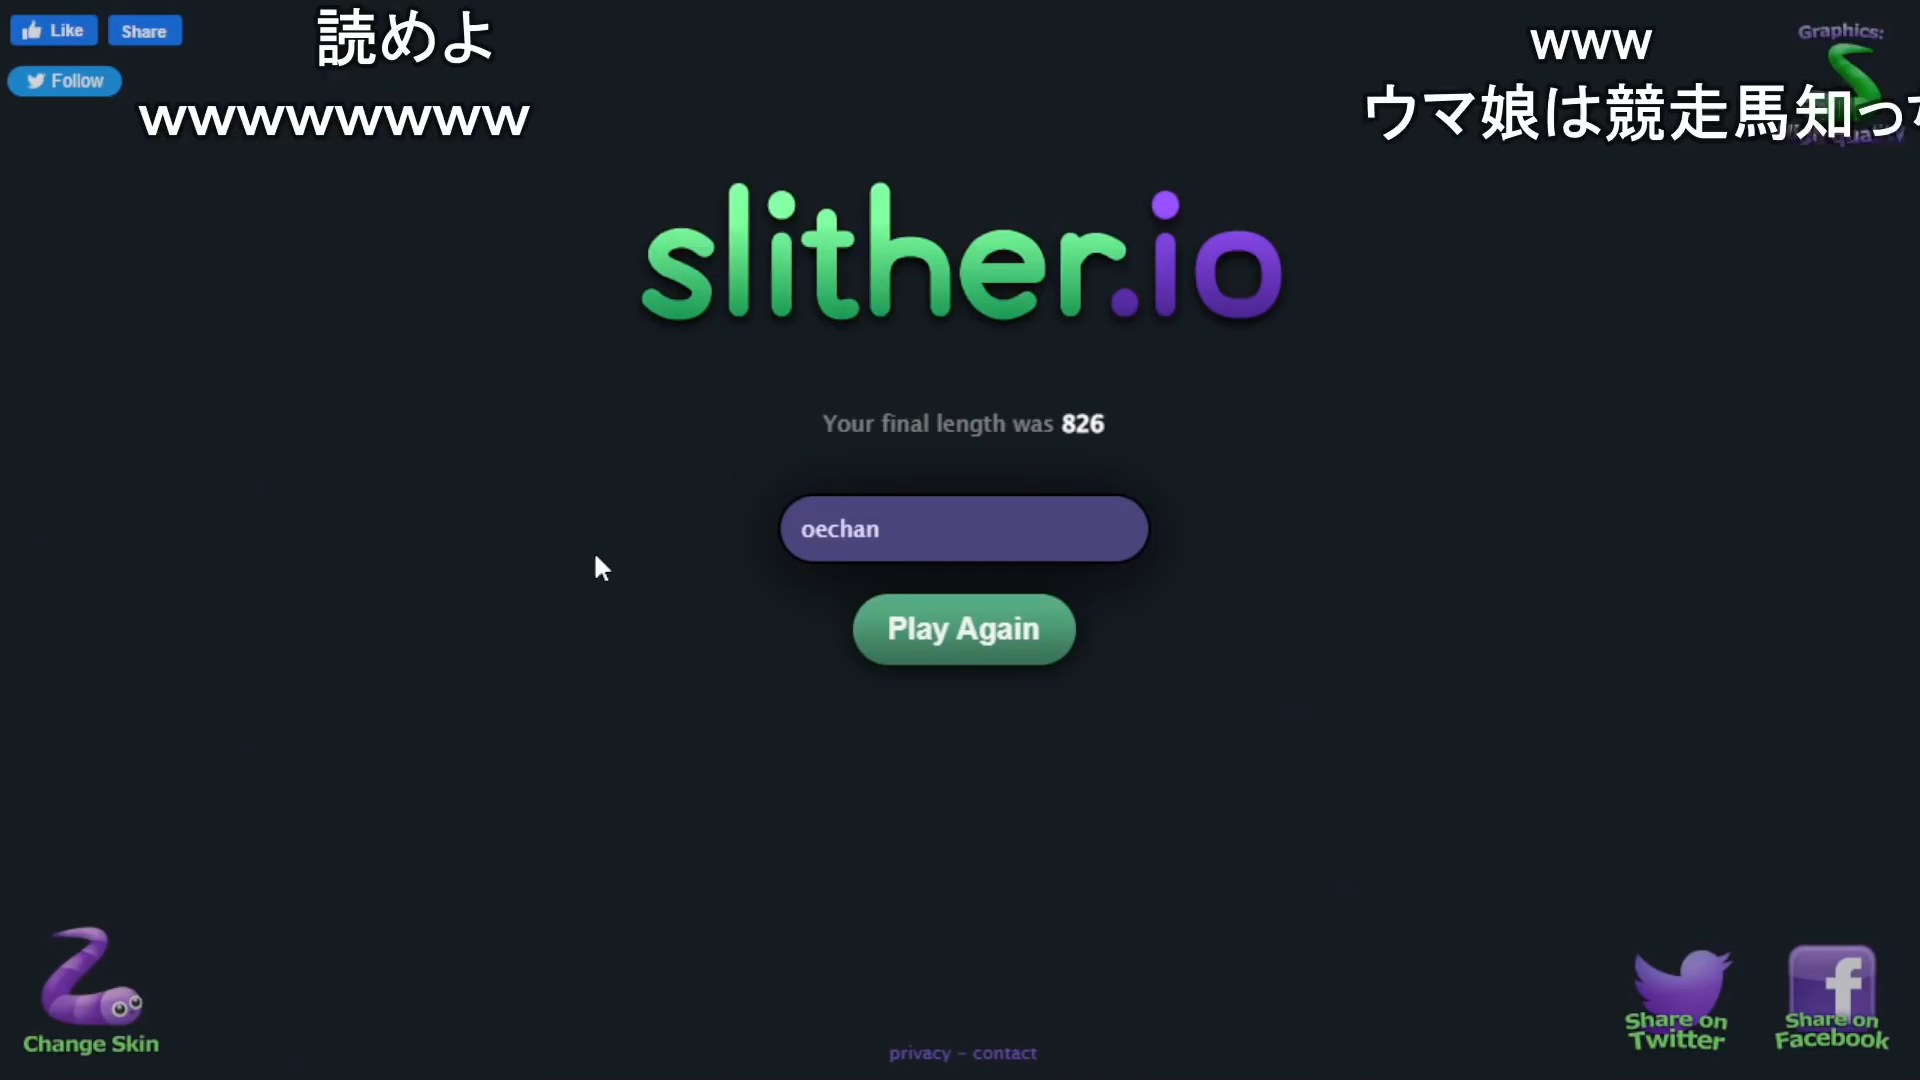 Like
Share
読めよ
www
Graphics:
Follow
wwwwwwww
ウマ娘は競走馬知っ
quality
slither.io
Your final length was 826
oechan
Play Again
Change Skin
privacy - contact
Share on
Twitter
Share on
Facebook